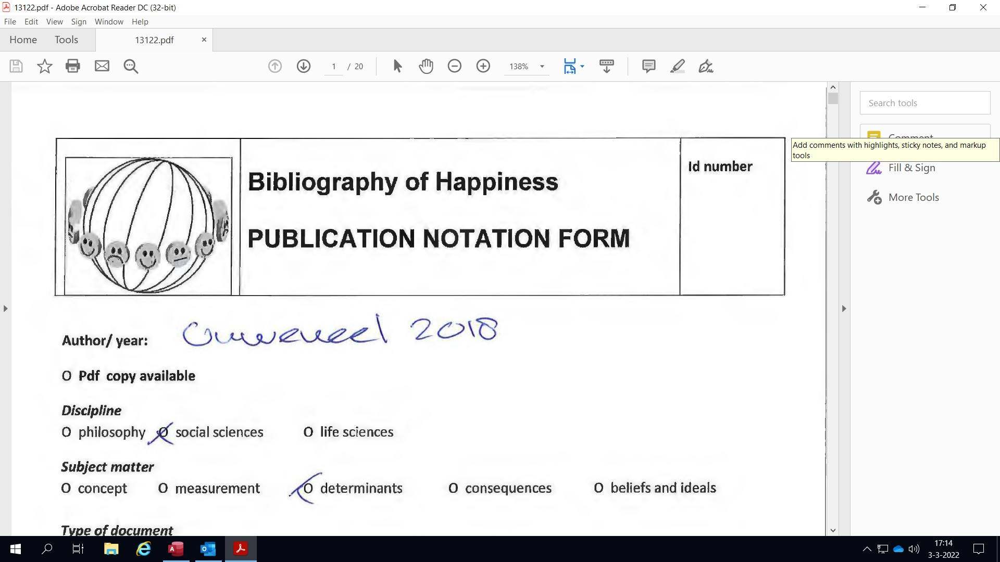 13122.pdf - Adobe Acrobat Reader DC (32-bit)
File Edit View Sign Window Help
Home Tools 13122.pdf
1 / 20 138%
Search tools
Comment
Add comments with highlights, sticky notes, and markup
tools
Fill & Sign
More Tools
Bibliography of Happiness
PUBLICATION NOTATION FORM
Id number
Author/ year: Ouweneel 2018
O Pdf copy available
Discipline
O philosophy O social sciences O life sciences
Subject matter
O concept O measurement O determinants O consequences O beliefs and ideals
Type of document
17:14
3-3-2022